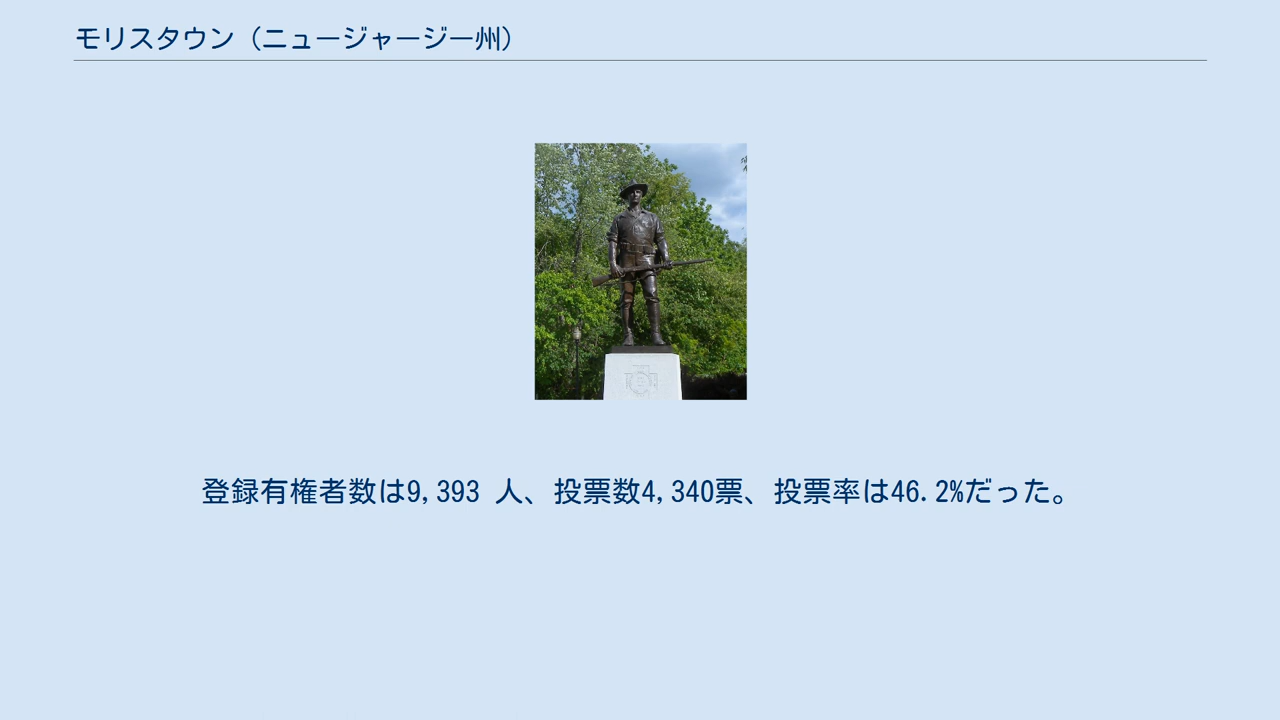 モリスタウン (ニュージャージー州)
登録有権者数は9,393 人、投票数4,340票、投票率は46.2%だった。